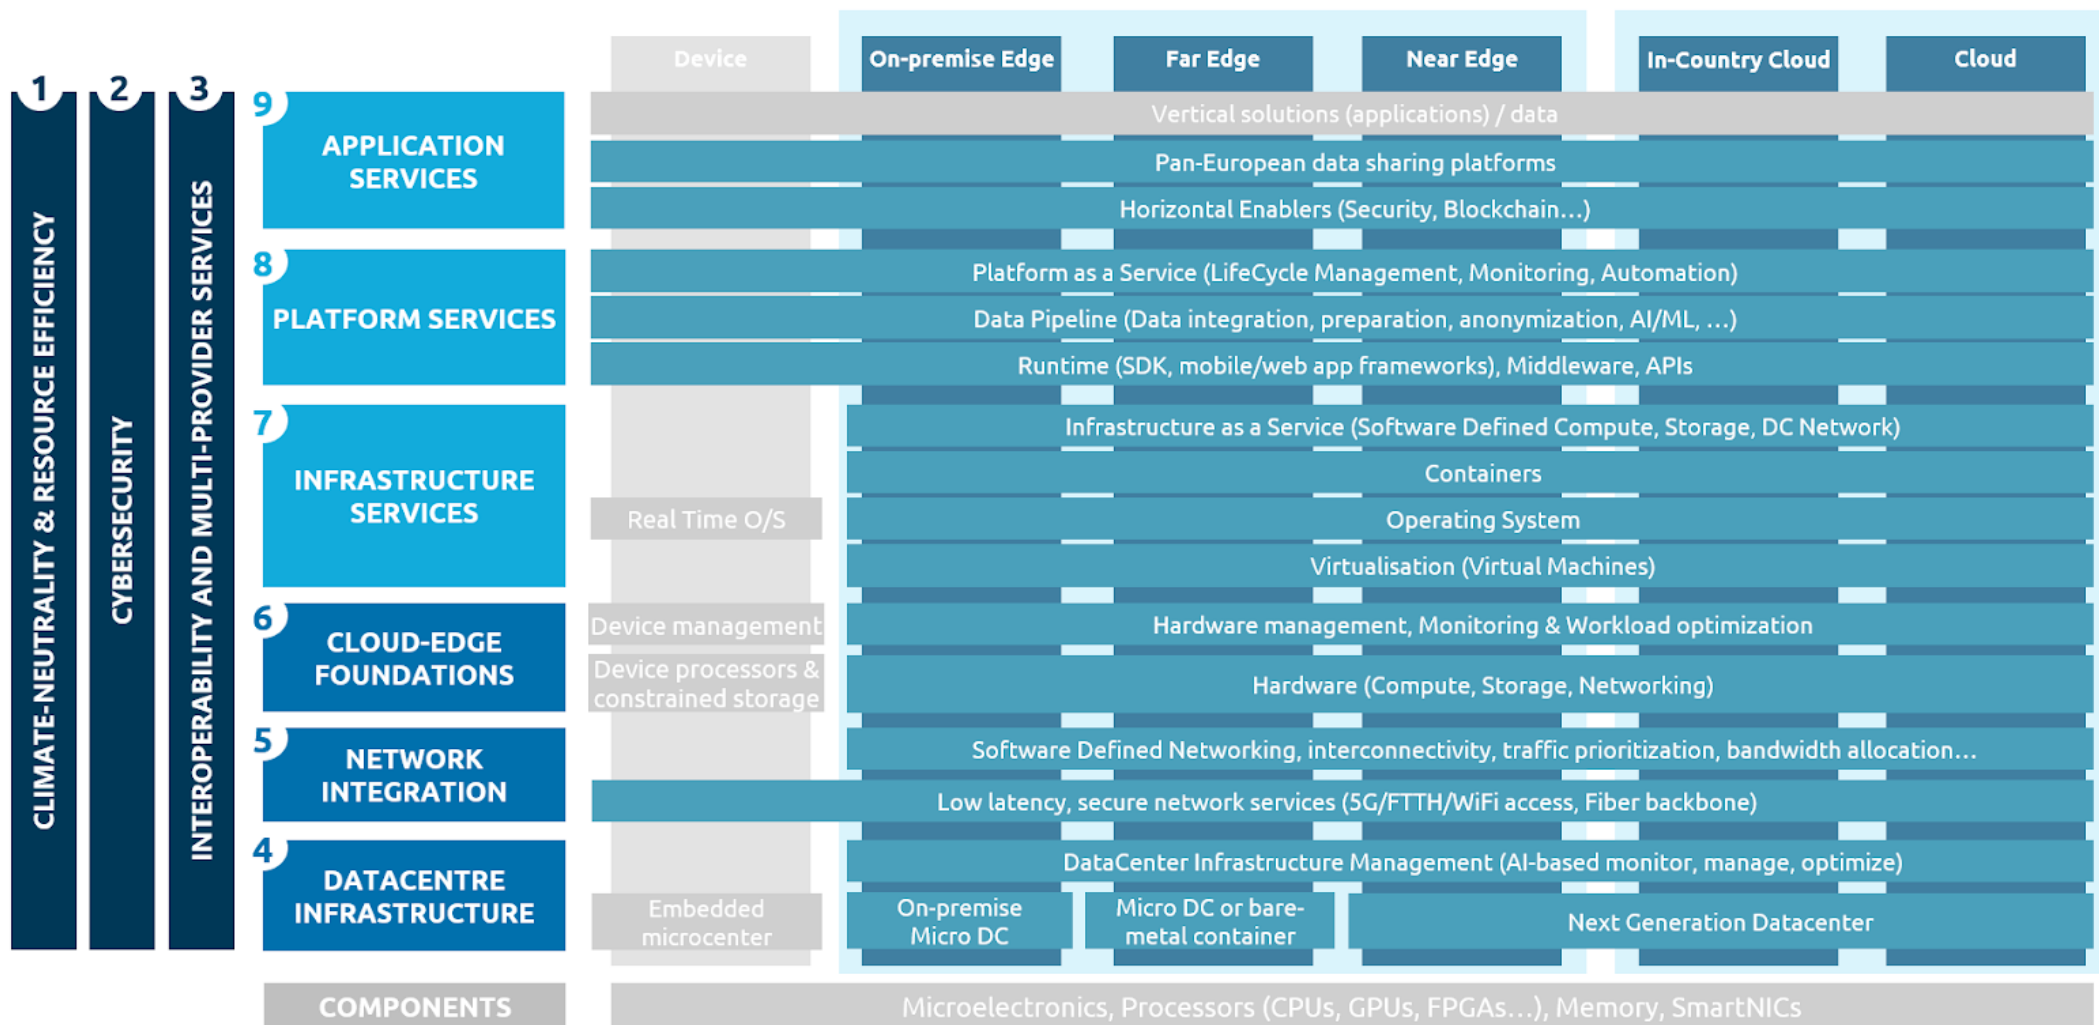 Device
On-premise Edge
Far Edge
Near Edge
In-Country Cloud
Cloud
1
2
3
CLIMATE-NEUTRALITY & RESOURCE EFFICIENCY
CYBERSECURITY
INTEROPERABILITY AND MULTI-PROVIDER SERVICES
9
APPLICATION
SERVICES
Vertical solutions (applications) / data
Pan-European data sharing platforms
Horizontal Enablers (Security, Blockchain...)
8
PLATFORM SERVICES
Platform as a Service (LifeCycle Management, Monitoring, Automation)
Data Pipeline (Data integration, preparation, anonymization, AI/ML, ...)
Runtime (SDK, mobile/web app frameworks), Middleware, APIs
7
INFRASTRUCTURE
SERVICES
Infrastructure as a Service (Software Defined Compute, Storage, DC Network)
Containers
Real Time O/S
Operating System
Virtualisation (Virtual Machines)
6
CLOUD-EDGE
FOUNDATIONS
Device management
Hardware management, Monitoring & Workload optimization
Device processors &
constrained storage
Hardware (Compute, Storage, Networking)
5
NETWORK
INTEGRATION
Software Defined Networking, interconnectivity, traffic prioritization, bandwidth allocation...
Low latency, secure network services (5G/FTTH/WiFi access, Fiber backbone)
4
DATACENTRE
INFRASTRUCTURE
DataCenter Infrastructure Management (AI-based monitor, manage, optimize)
Embedded
microcenter
On-premise
Micro DC
Micro DC or bare-
metal container
Next Generation Datacenter
COMPONENTS
Microelectronics, Processors (CPUs, GPUs, FPGAs...), Memory, SmartNICs